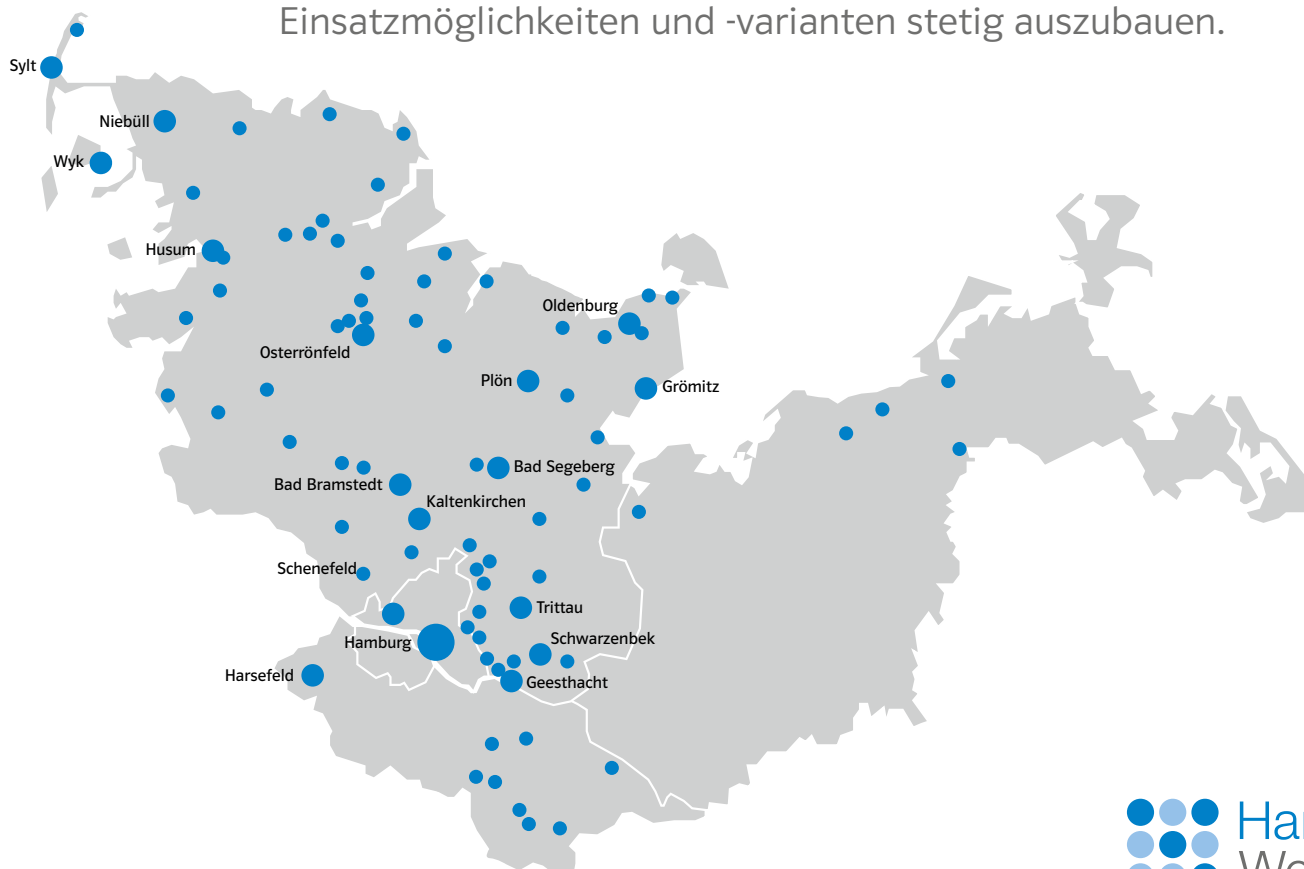 Einsatzmöglichkeiten und -varianten stetig auszubauen.
Sylt
Niebüll
Wyk
Husum
Oldenburg
Osterrönfeld
Plön
Grömitz
Bad Segeberg
Bad Bramstedt
Kaltenkirchen
Schenefeld
Trittau
Hamburg
Schwarzenbek
Harsefeld
Geesthacht